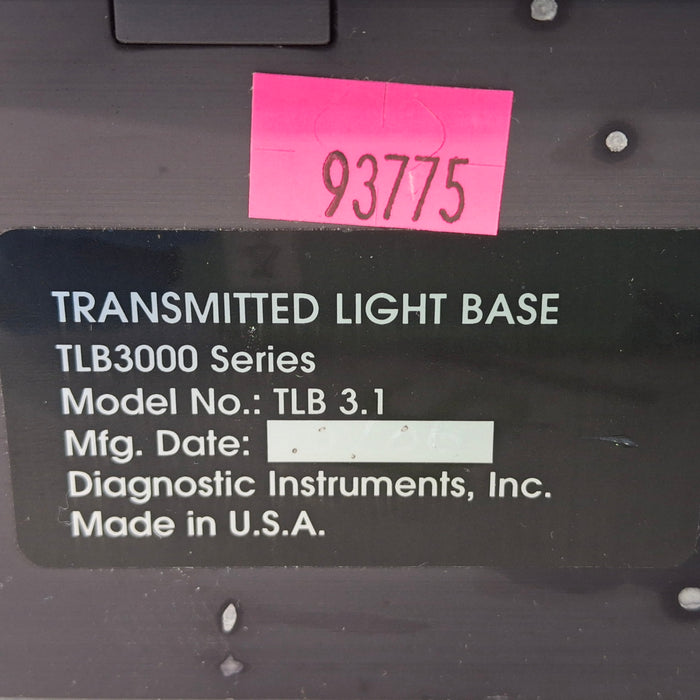 93775
TRANSMITTED LIGHT BASE
TLB3000 Series
Model No.: TLB 3.1
Mfg. Date:
Diagnostic Instruments, Inc.
Made in U.S.A.